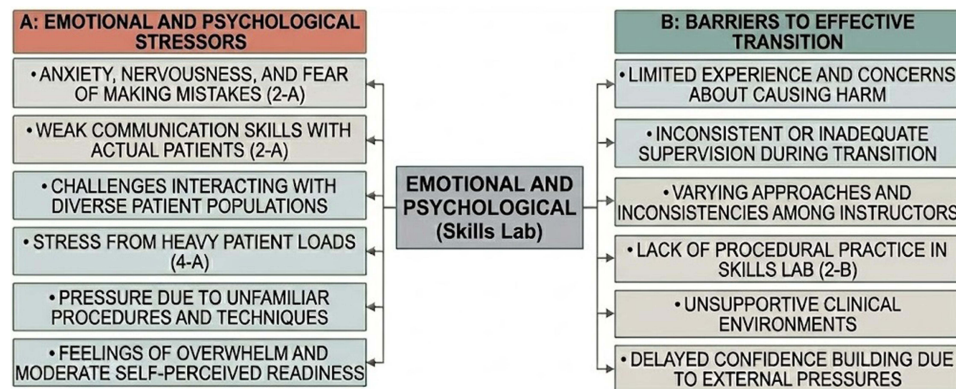 A: EMOTIONAL AND PSYCHOLOGICAL
STRESSORS
• ANXIETY, NERVOUSNESS, AND FEAR
OF MAKING MISTAKES (2-A)
• WEAK COMMUNICATION SKILLS WITH
ACTUAL PATIENTS (2-A)
• CHALLENGES INTERACTING WITH
DIVERSE PATIENT POPULATIONS
• STRESS FROM HEAVY PATIENT LOADS
(4-A)
• PRESSURE DUE TO UNFAMILIAR
PROCEDURES AND TECHNIQUES
• FEELINGS OF OVERWHELM AND
MODERATE SELF-PERCEIVED READINESS
EMOTIONAL AND
PSYCHOLOGICAL
(Skills Lab)
B: BARRIERS TO EFFECTIVE
TRANSITION
• LIMITED EXPERIENCE AND CONCERNS
ABOUT CAUSING HARM
• INCONSISTENT OR INADEQUATE
SUPERVISION DURING TRANSITION
• VARYING APPROACHES AND
INCONSISTENCIES AMONG INSTRUCTORS
• LACK OF PROCEDURAL PRACTICE IN
SKILLS LAB (2-B)
• UNSUPPORTIVE CLINICAL
ENVIRONMENTS
• DELAYED CONFIDENCE BUILDING DUE
TO EXTERNAL PRESSURES